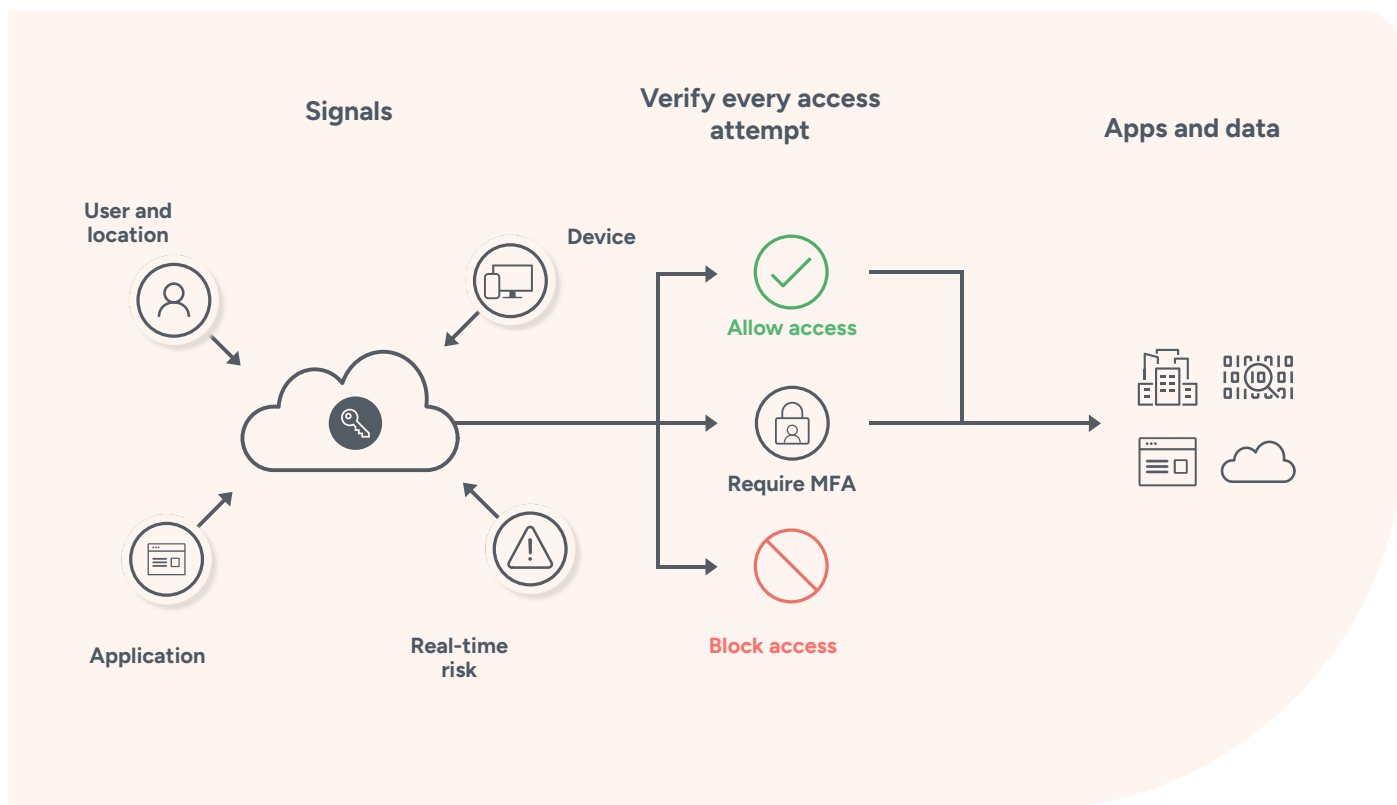 Signals
Verify every access
attempt
Apps and data
User and
location
Device
Allow access
Require MFA
Application
Real-time
risk
Block access